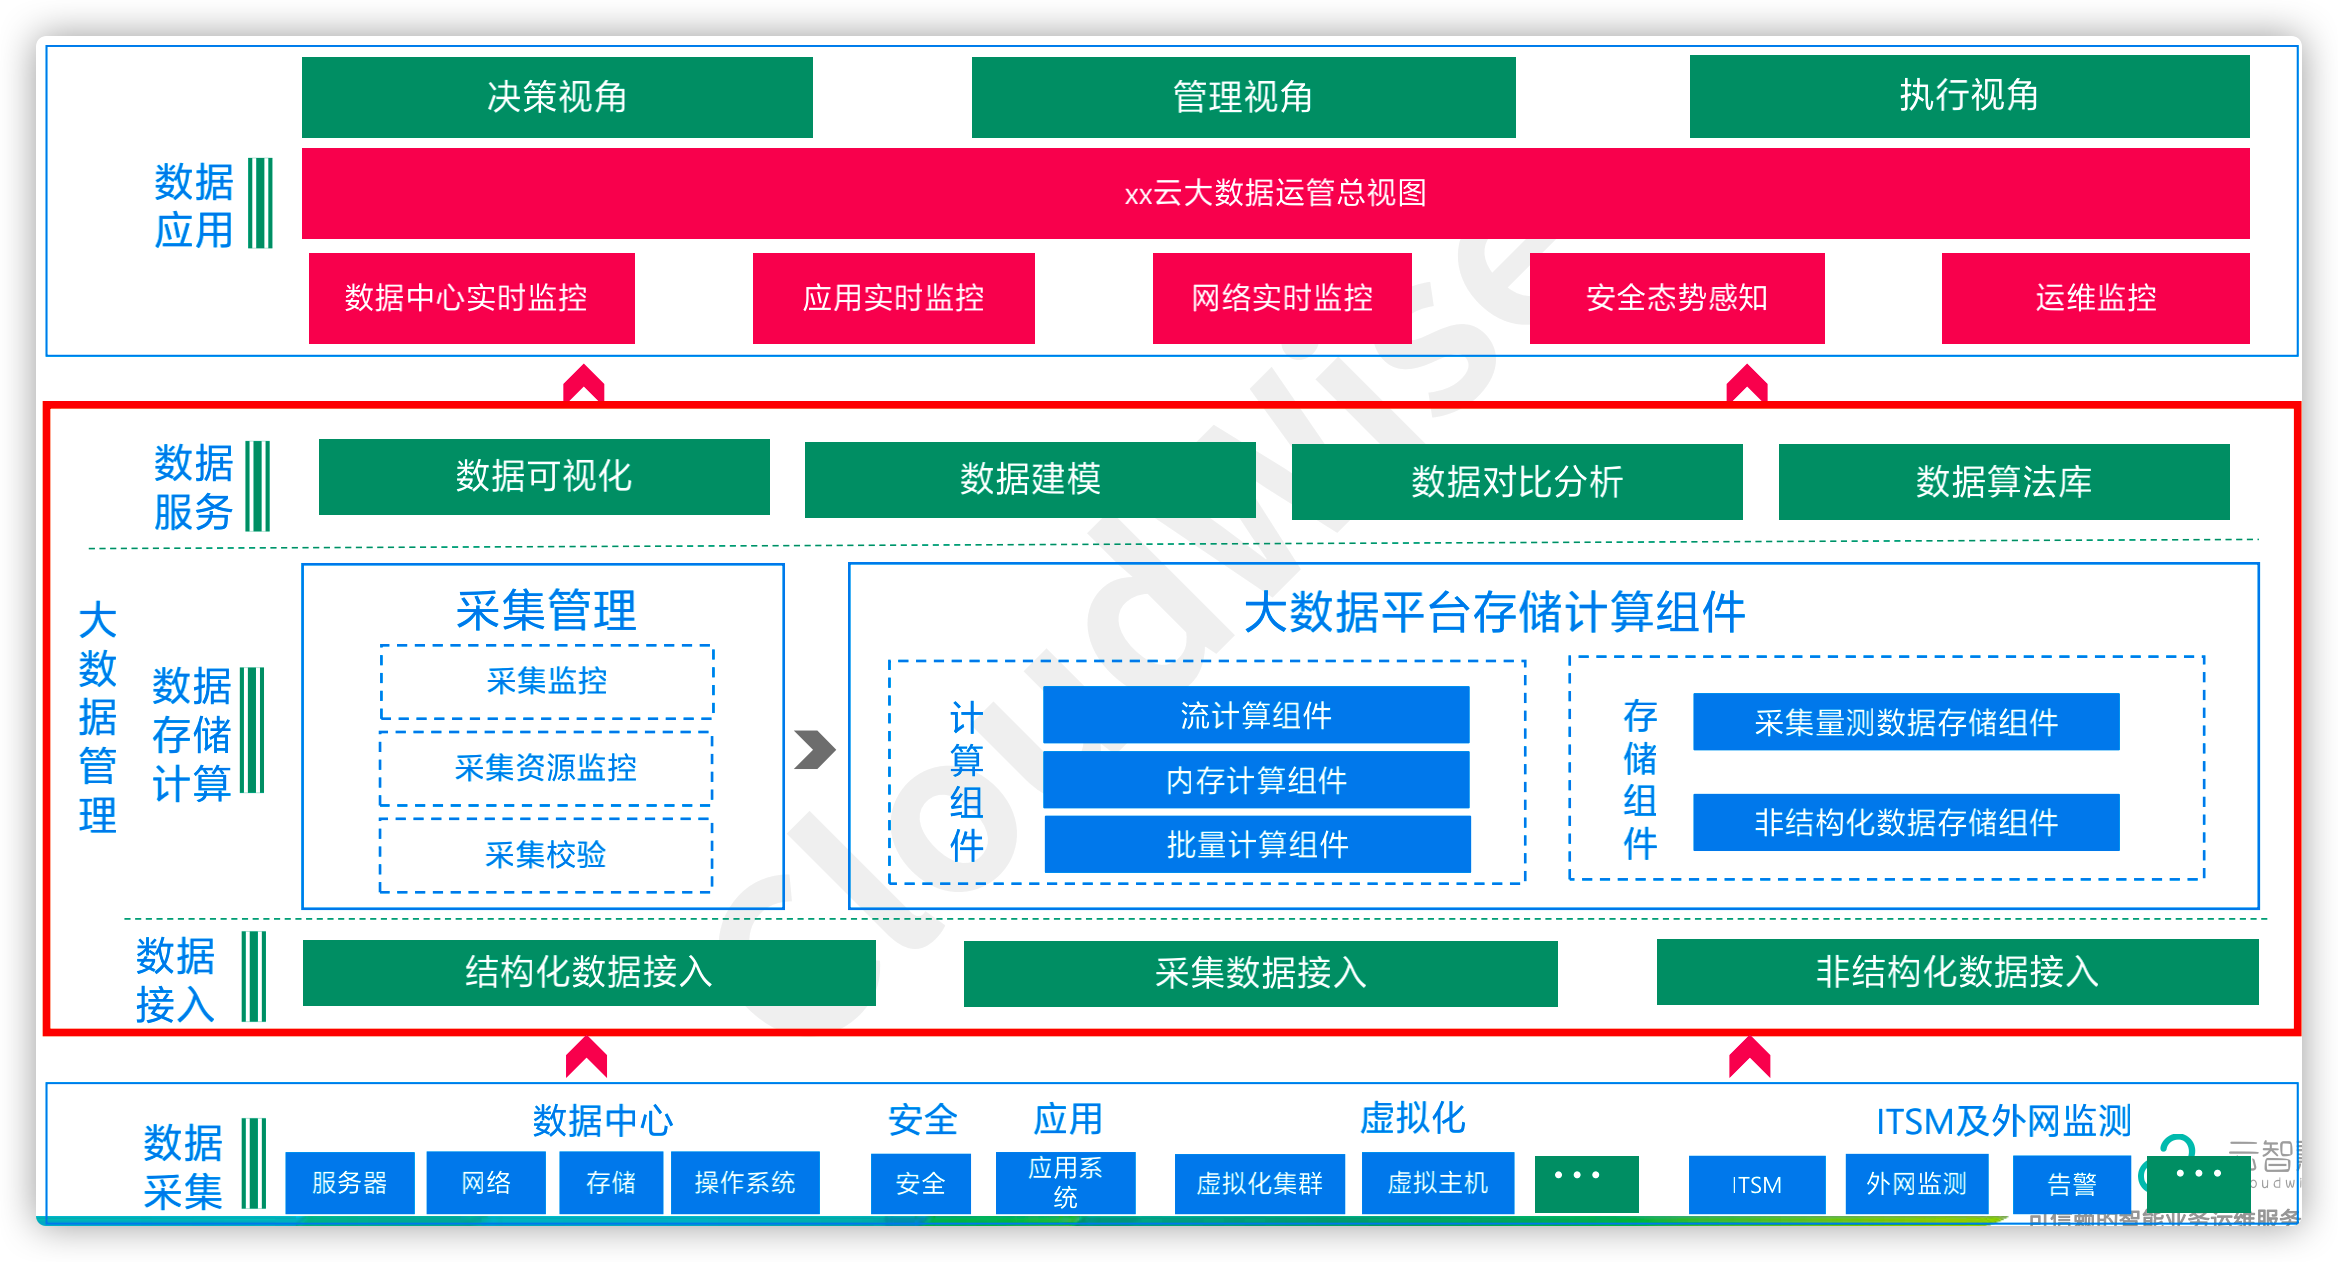 决策视角
管理视角
执行视角
数据
应用
xx云大数据运管总视图
数据中心实时监控
应用实时监控
网络实时监控
安全态势感知
运维监控
数据
服务
数据可视化
数据建模
数据对比分析
数据算法库
大
数
据
管
理
数据
存储
计算
采集管理
采集监控
采集资源监控
采集校验
大数据平台存储计算组件
计
算
组
件
流计算组件
内存计算组件
批量计算组件
存
储
组
件
采集量测数据存储组件
非结构化数据存储组件
数据
接入
结构化数据接入
采集数据接入
非结构化数据接入
数据
采集
数据中心
服务器
网络
存储
操作系统
安全
安全
应用
应用系
统
虚拟化
虚拟化集群
虚拟主机
•••
ITSM及外网监测
ITSM
外网监测
告警
•••
Cloudwise
可信赖的智能业务运维服务